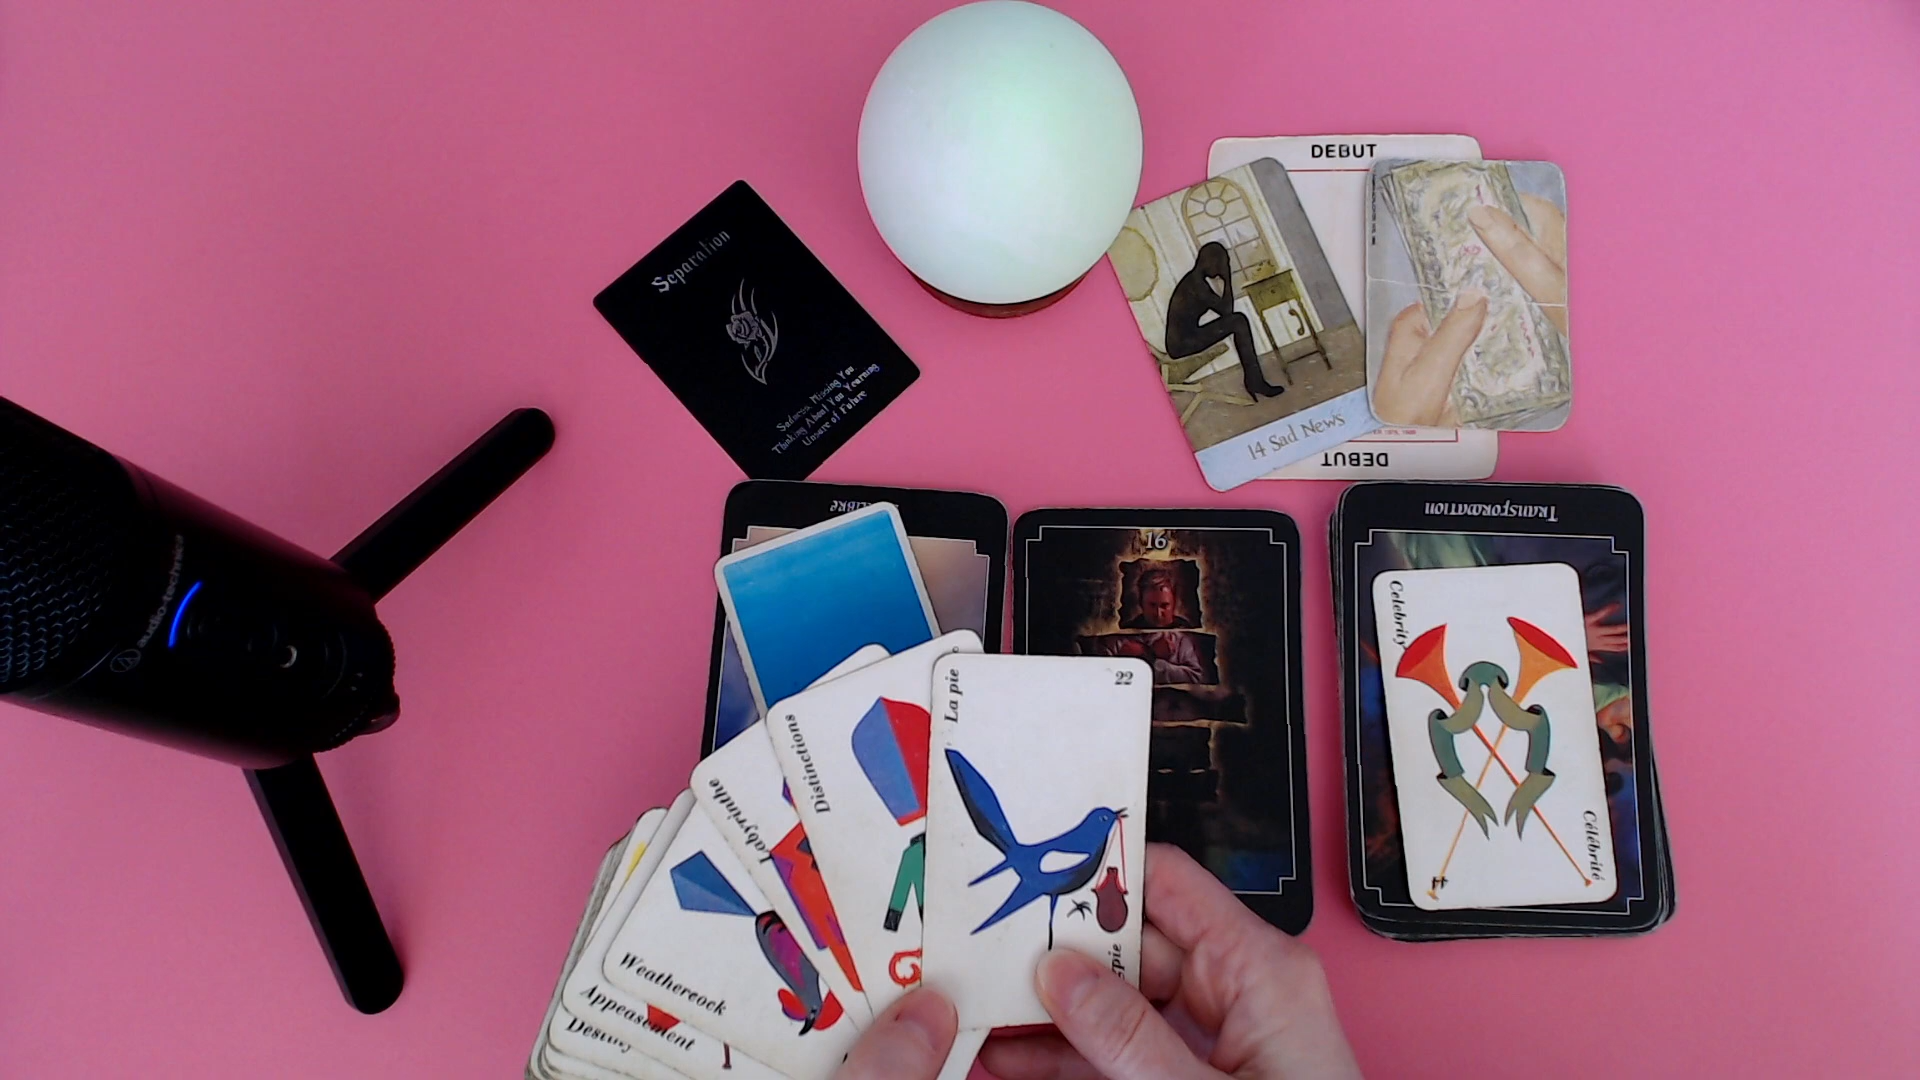 DEBUT
Separation
Sadness Missing You
Thinking About You Yearning
Unsure of Future
14 Sad News
DEBUT
audio-technica
16
Transformation
Celebrity
Célébrité
La pie
22
Distinctions
Labyrinthe
Weathercock
Appeasement
Destiny